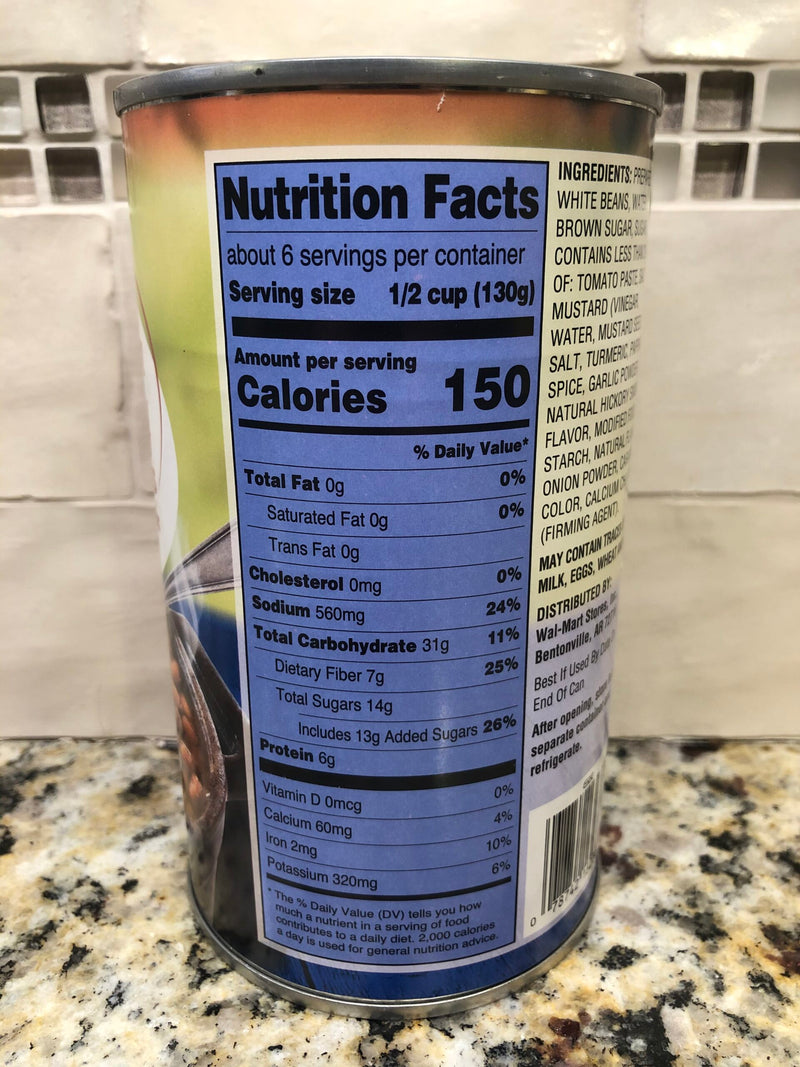 Nutrition Facts
about 6 servings per container
Serving size 1/2 cup (130g)
Amount per serving
Calories 150
% Daily Value*
Total Fat 0g 0%
Saturated Fat 0g 0%
Trans Fat 0g
Cholesterol 0mg 0%
Sodium 560mg 24%
Total Carbohydrate 31g 11%
Dietary Fiber 7g 25%
Total Sugars 14g
Includes 13g Added Sugars 26%
Protein 6g
Vitamin D 0mcg 0%
Calcium 60mg 4%
Iron 2mg 10%
Potassium 320mg 6%
* The % Daily Value (DV) tells you how
much a nutrient in a serving of food
contributes to a daily diet. 2,000 calories
a day is used for general nutrition advice.
INGREDIENTS:
WHITE BEANS,
BROWN SUGAR,
CONTAINS LESS
OF: TOMATO PASTE,
MUSTARD (VINEGAR,
WATER, MUSTARD
SALT, TURMERIC,
SPICE, GARLIC
NATURAL HICKORY
FLAVOR, MODIFIED
STARCH, NATURAL
ONION POWDER,
COLOR, CALCIUM
(FIRMING AGENT).
MAY CONTAIN
MILK, EGGS, WHEAT
DISTRIBUTED BY:
Wal-Mart Stores,
Bentonville, AR
Best If Used By
End Of Can
After opening,
separate
refrigerate.
0